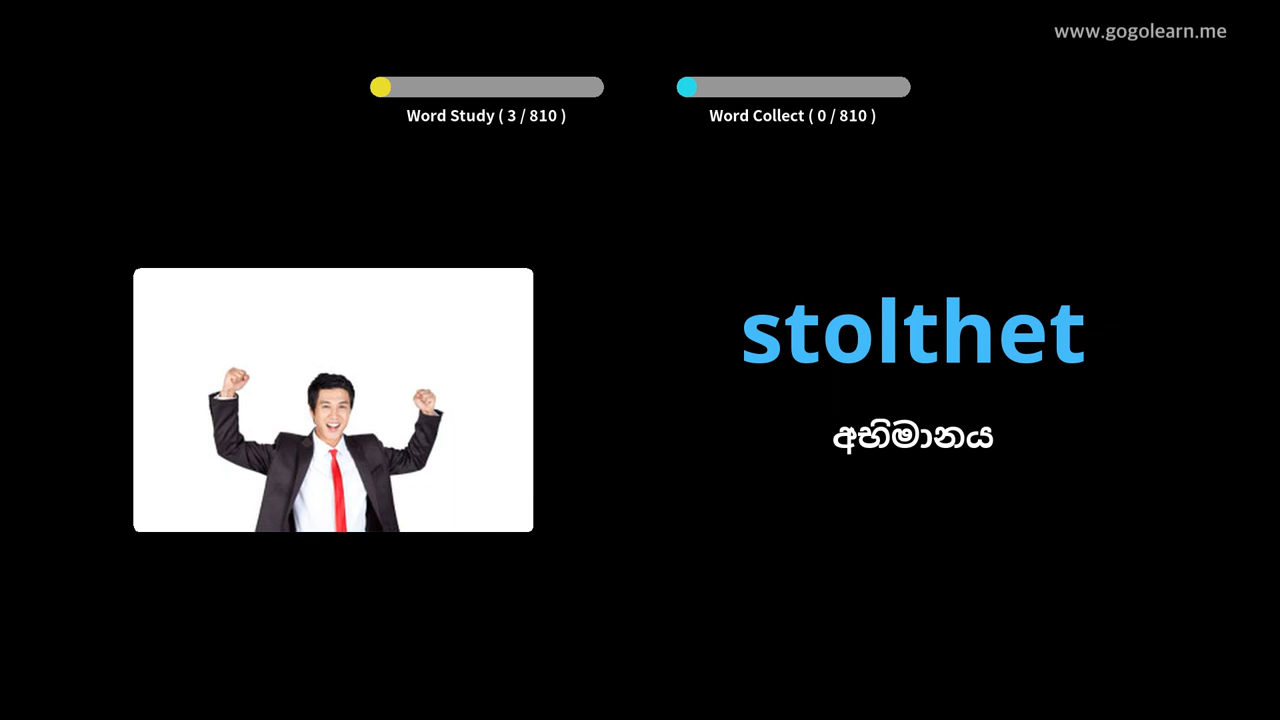 www.gogolearn.me
Word Study ( 3 / 810 )
Word Collect ( 0 / 810 )
stolthet
අභිමානය